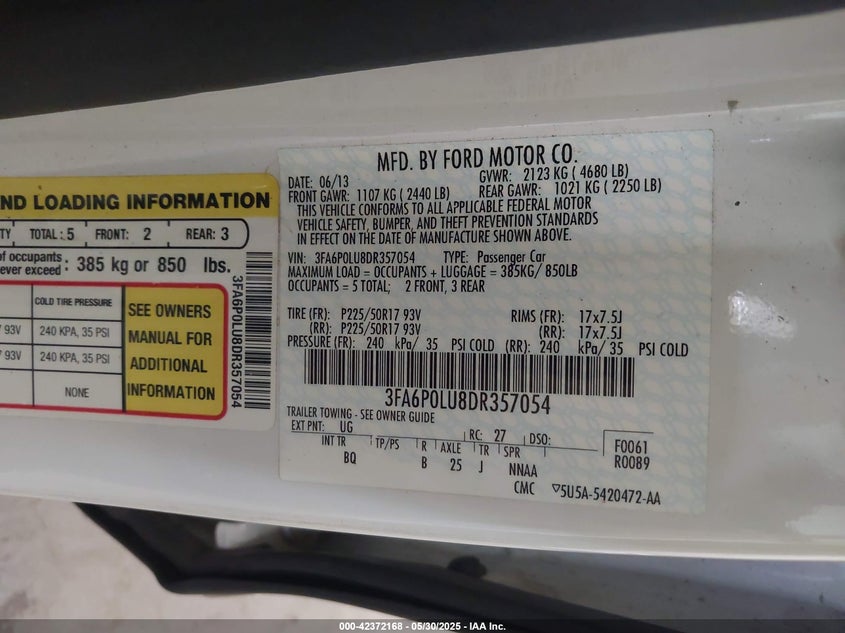 ND LOADING INFORMATION
TY TOTAL: 5 FRONT: 2 REAR: 3
of occupants
ever exceed: 385 kg or 850 lbs.
COLD TIRE PRESSURE
7 93V 240 KPA, 35 PSI
7 93V 240 KPA, 35 PSI
NONE
SEE OWNERS
MANUAL FOR
ADDITIONAL
INFORMATION
3FA6P0LU8DR357054
MFD. BY FORD MOTOR CO.
DATE: 06/13 GVWR: 2123 KG ( 4680 LB)
FRONT GAWR: 1107 KG ( 2440 LB) REAR GAWR: 1021 KG ( 2250 LB)
THIS VEHICLE CONFORMS TO ALL APPLICABLE FEDERAL MOTOR
VEHICLE SAFETY, BUMPER, AND THEFT PREVENTION STANDARDS
IN EFFECT ON THE DATE OF MANUFACTURE SHOWN ABOVE.
VIN: 3FA6P0LU8DR357054 TYPE: Passenger Car
MAXIMUM LOAD = OCCUPANTS + LUGGAGE = 385KG/ 850LB
OCCUPANTS = 5 TOTAL; 2 FRONT, 3 REAR
TIRE (FR): P225/50R17 93V RIMS (FR): 17x7.5J
(RR): P225/50R17 93V (RR): 17x7.5J
PRESSURE (FR): 240 kPa/ 35 PSI COLD (RR): 240 kPa/ 35 PSI COLD
3FA6P0LU8DR357054
TRAILER TOWING - SEE OWNER GUIDE
EXT PNT: UG RC: 27 DSO: F0061
R0089
INT TR TP/PS R AXLE TR SPR
BQ B 25 J NNAA
CMC ▽5U5A-5420472-AA
000-42372168 - 05/30/2025 - IAA Inc.